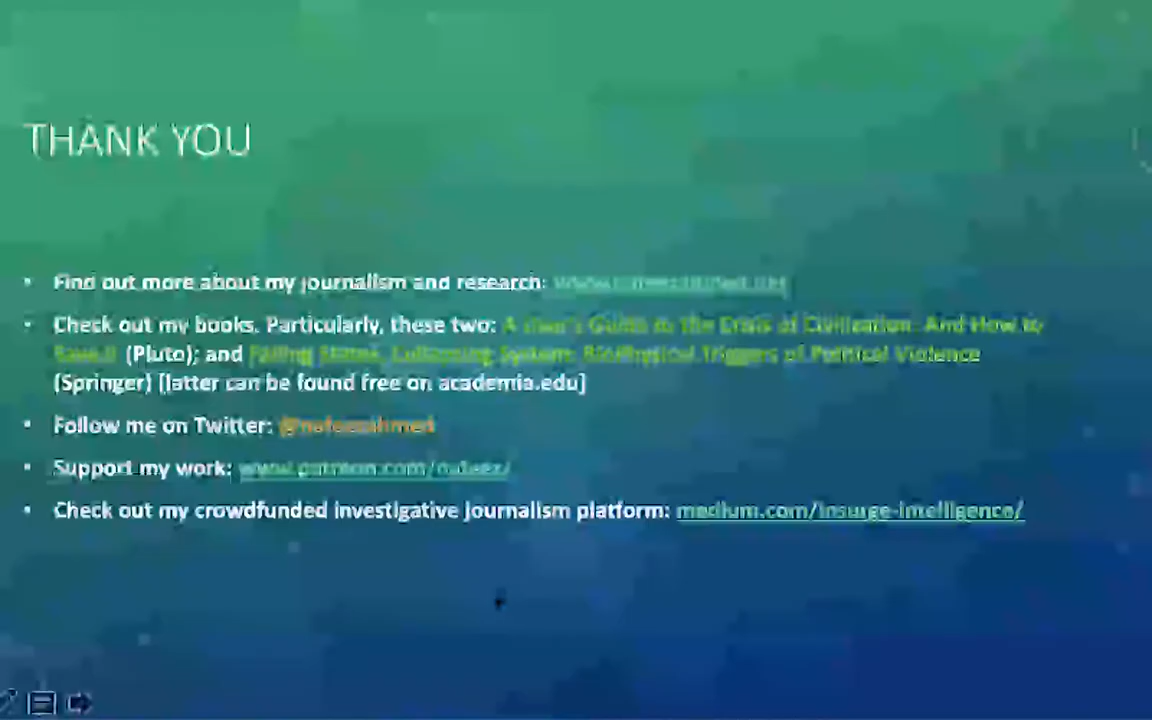 THANK YOU
Find out more about my journalism and research:
Check out my books. Particularly, these two: A User's Guide to the Crisis of Civilization: And How to
Save It (Pluto); and Failing States, Collapsing Systems: BioPhysical Triggers of Political Violence
(Springer) [latter can be found free on academia.edu]
Follow me on Twitter: @nafeezahmed
Support my work: www.patreon.com/nafeez/
Check out my crowdfunded investigative journalism platform: medium.com/insurge-intelligence/